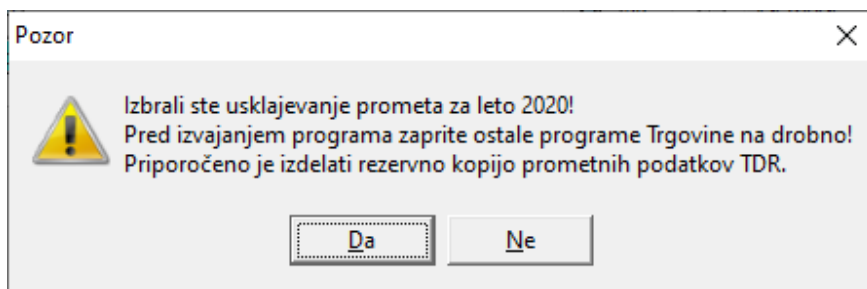 Pozor
Izbrali ste usklajevanje prometa za leto 2020!
Pred izvajanjem programa zaprite ostale programe Trgovine na drobno!
Priporočeno je izdelati rezervno kopijo prometnih podatkov TDR.
Da
Ne